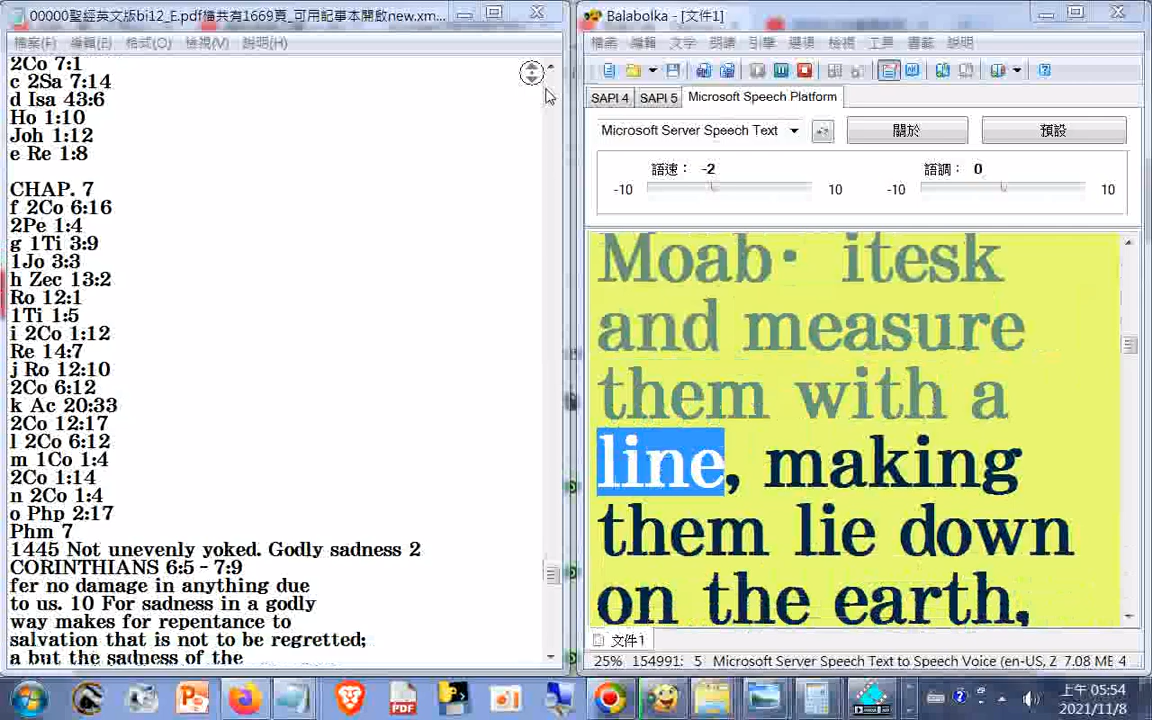 00000聖經英文版bi12_E.pdf檔共有1669頁_可用記事本開啟new.xm...
檔案(F) 編輯(E) 格式(O) 檢視(V) 說明(H)
2Co 7:1
c 2Sa 7:14
d Isa 43:6
Ho 1:10
Joh 1:12
e Re 1:8
CHAP. 7
f 2Co 6:16
2Pe 1:4
g 1Ti 3:9
1Jo 3:3
h Zec 13:2
Ro 12:1
1Ti 1:5
i 2Co 1:12
Re 14:7
j Ro 12:10
2Co 6:12
k Ac 20:33
2Co 12:17
l 2Co 6:12
m 1Co 1:4
2Co 1:14
n 2Co 1:4
o Php 2:17
Phm 7
1445 Not unevenly yoked. Godly sadness 2
CORINTHIANS 6:5 - 7:9
fer no damage in anything due
to us. 10 For sadness in a godly
way makes for repentance to
salvation that is not to be regretted;
a but the sadness of the
Balabolka - [文件1]
檔案 編輯 文字 朗讀 引擎 選項 檢視 工具 書籤 說明
SAPI 4 SAPI 5 Microsoft Speech Platform
Microsoft Server Speech Text 關於 預設
語速： -2 語調： 0
-10 10 -10 10
Moab· itesk
and measure
them with a
line, making
them lie down
on the earth,
文件1
25% 154991: 5 Microsoft Server Speech Text to Speech Voice (en-US, Z 7.08 ME 4
PDF
上午 05:54
2021/11/8